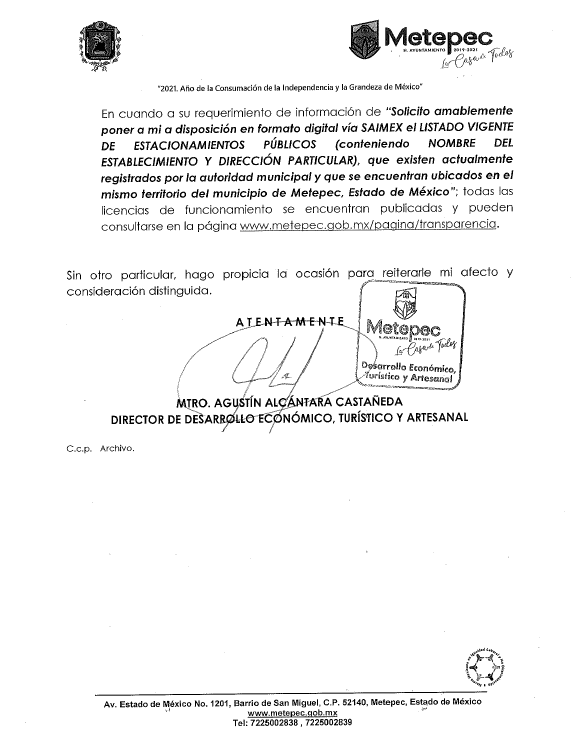 Metepec
H. AYUNTAMIENTO 2019-2021
La Casa de Todos
"2021. Año de la Consumación de la Independencia y la Grandeza de México"
En cuando a su requerimiento de información de "Solicito amablemente
poner a mi a disposición en formato digital vía SAIMEX el LISTADO VIGENTE
DE ESTACIONAMIENTOS PÚBLICOS (conteniendo NOMBRE DEL
ESTABLECIMIENTO Y DIRECCIÓN PARTICULAR), que existen actualmente
registrados por la autoridad municipal y que se encuentran ubicados en el
mismo territorio del municipio de Metepec, Estado de México"; todas las
licencias de funcionamiento se encuentran publicadas y pueden
consultarse en la página www.metepec.gob.mx/pagina/transparencia.
Sin otro particular, hago propicia la ocasión para reiterarle mi afecto y
consideración distinguida.
ATENTAMENTE
Metepec
H. AYUNTAMIENTO 2019-2021
La Casa de Todos
Desarrollo Económico,
Turístico y Artesanal
MTRO. AGUSTÍN ALCÁNTARA CASTAÑEDA
DIRECTOR DE DESARROLLO ECONÓMICO, TURÍSTICO Y ARTESANAL
C.c.p. Archivo.
Av. Estado de México No. 1201, Barrio de San Miguel, C.P. 52140, Metepec, Estado de México
www.metepec.gob.mx
Tel: 7225002838 , 7225002839